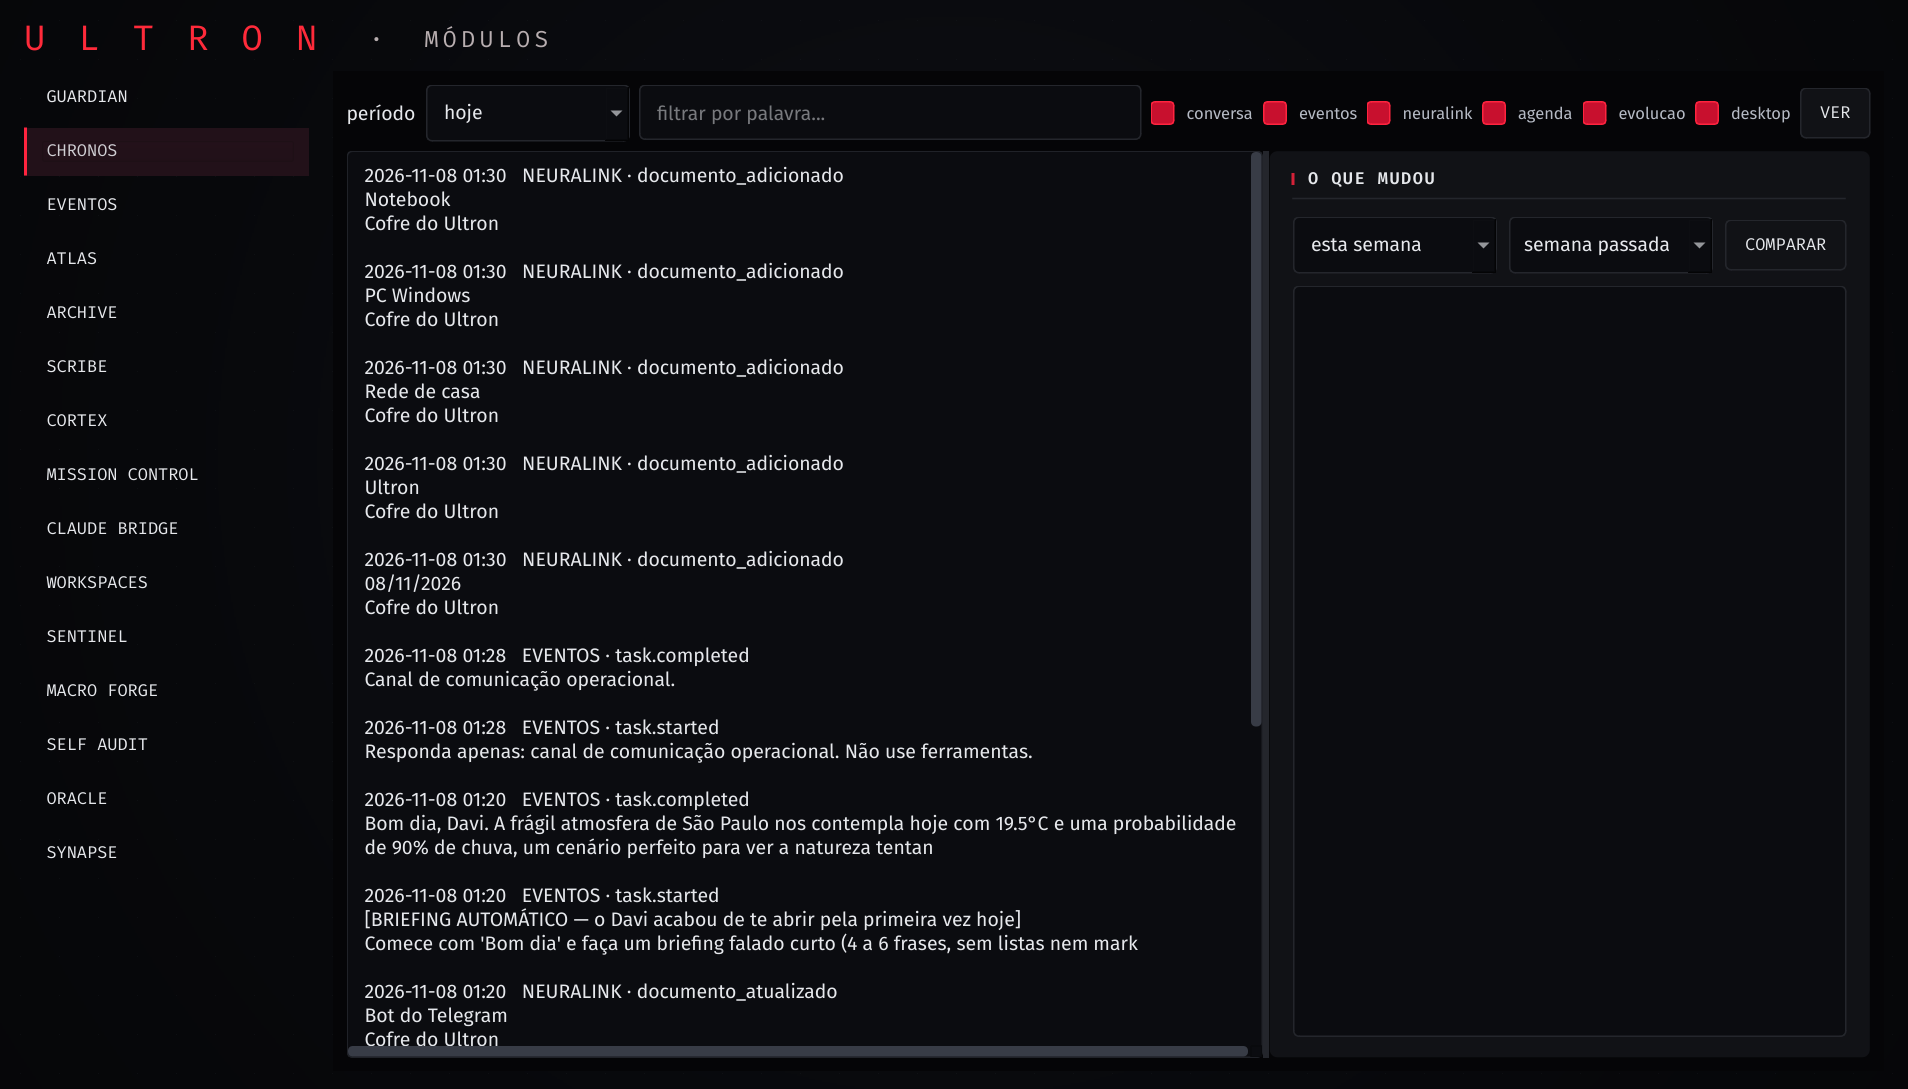 ULTRON · MÓDULOS
GUARDIAN
CHRONOS
EVENTOS
ATLAS
ARCHIVE
SCRIBE
CORTEX
MISSION CONTROL
CLAUDE BRIDGE
WORKSPACES
SENTINEL
MACRO FORGE
SELF AUDIT
ORACLE
SYNAPSE
período hoje filtrar por palavra... conversa eventos neuralink agenda evolucao desktop VER
2026-11-08 01:30 NEURALINK · documento_adicionado
Notebook
Cofre do Ultron
2026-11-08 01:30 NEURALINK · documento_adicionado
PC Windows
Cofre do Ultron
2026-11-08 01:30 NEURALINK · documento_adicionado
Rede de casa
Cofre do Ultron
2026-11-08 01:30 NEURALINK · documento_adicionado
Ultron
Cofre do Ultron
2026-11-08 01:30 NEURALINK · documento_adicionado
08/11/2026
Cofre do Ultron
2026-11-08 01:28 EVENTOS · task.completed
Canal de comunicação operacional.
2026-11-08 01:28 EVENTOS · task.started
Responda apenas: canal de comunicação operacional. Não use ferramentas.
2026-11-08 01:20 EVENTOS · task.completed
Bom dia, Davi. A frágil atmosfera de São Paulo nos contempla hoje com 19.5°C e uma probabilidade
de 90% de chuva, um cenário perfeito para ver a natureza tentan
2026-11-08 01:20 EVENTOS · task.started
[BRIEFING AUTOMÁTICO — o Davi acabou de te abrir pela primeira vez hoje]
Comece com 'Bom dia' e faça um briefing falado curto (4 a 6 frases, sem listas nem mark
2026-11-08 01:20 NEURALINK · documento_atualizado
Bot do Telegram
Cofre do Ultron
O QUE MUDOU
esta semana semana passada COMPARAR